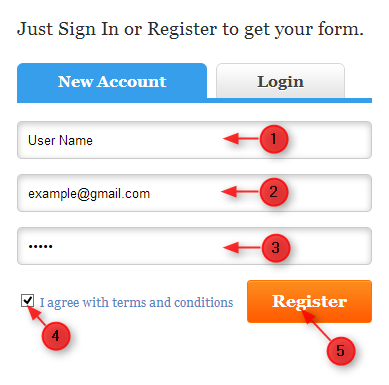 Just Sign In or Register to get your form.
New Account Login
User Name 1
example@gmail.com 2
••••• 3
I agree with terms and conditions Register
4 5